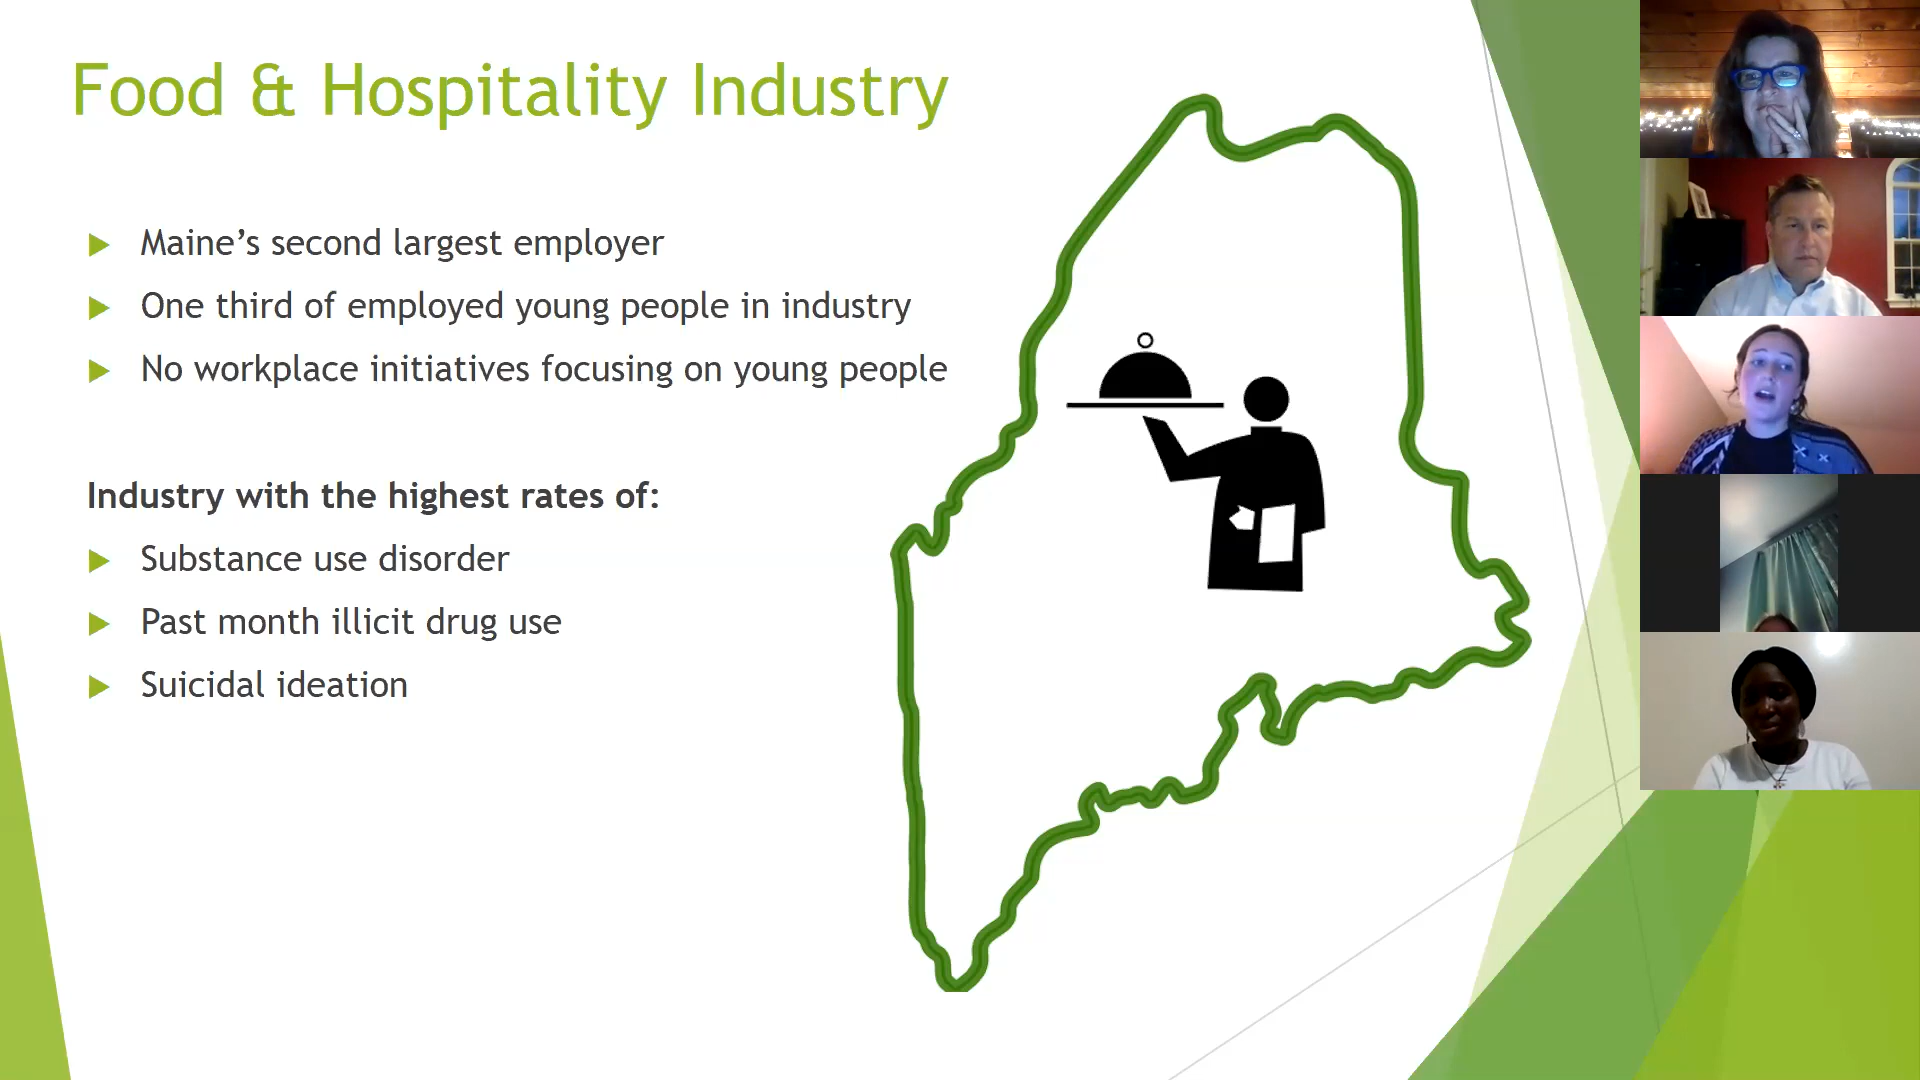 Food & Hospitality Industry
Maine’s second largest employer
One third of employed young people in industry
No workplace initiatives focusing on young people
Industry with the highest rates of:
Substance use disorder
Past month illicit drug use
Suicidal ideation